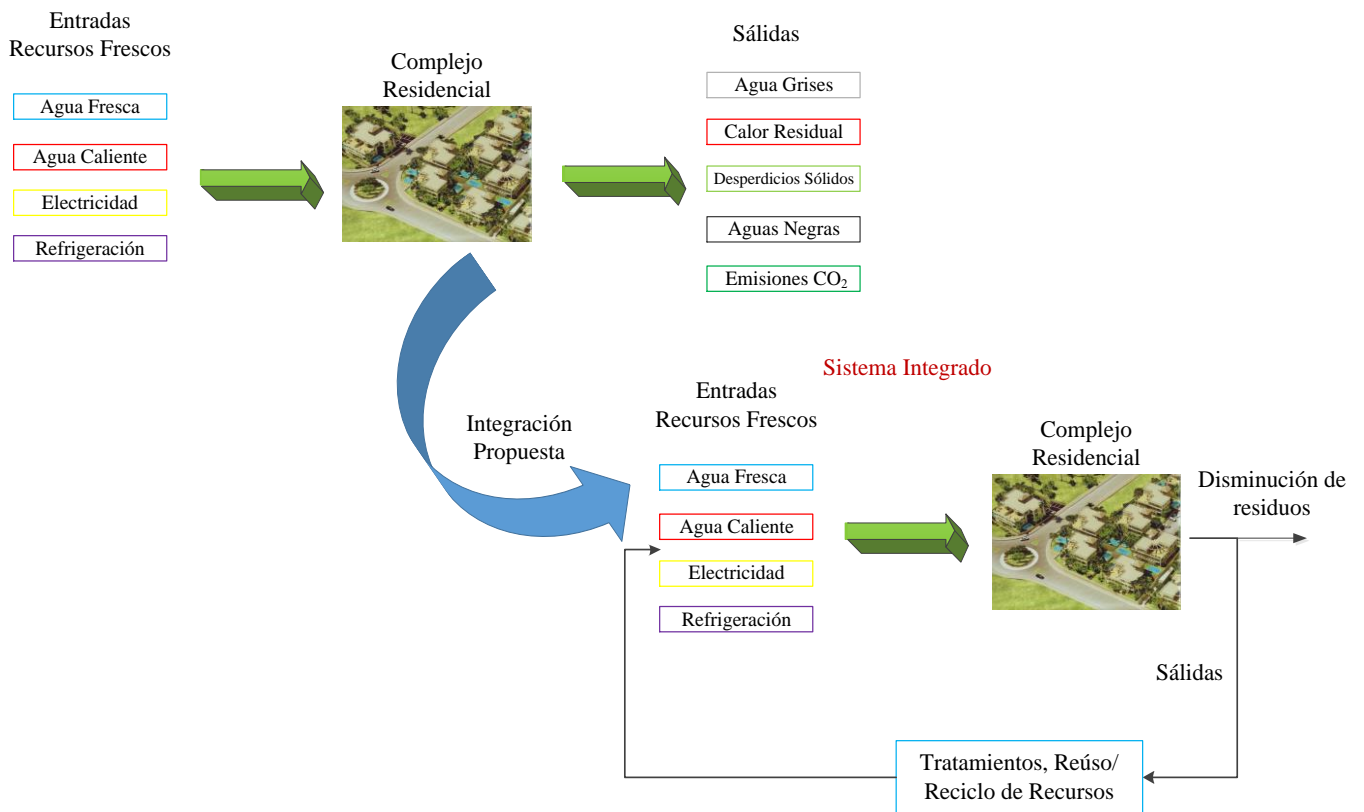 Entradas
Recursos Frescos
Agua Fresca
Agua Caliente
Electricidad
Refrigeración
Complejo
Residencial
Sálidas
Agua Grises
Calor Residual
Desperdicios Sólidos
Aguas Negras
Emisiones CO₂
Integración
Propuesta
Sistema Integrado
Entradas
Recursos Frescos
Agua Fresca
Agua Caliente
Electricidad
Refrigeración
Complejo
Residencial
Disminución de
residuos
Sálidas
Tratamientos, Reúso/
Reciclo de Recursos